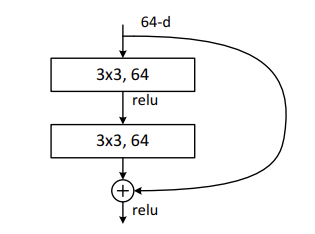 64-d
3x3, 64
relu
3x3, 64
+
relu